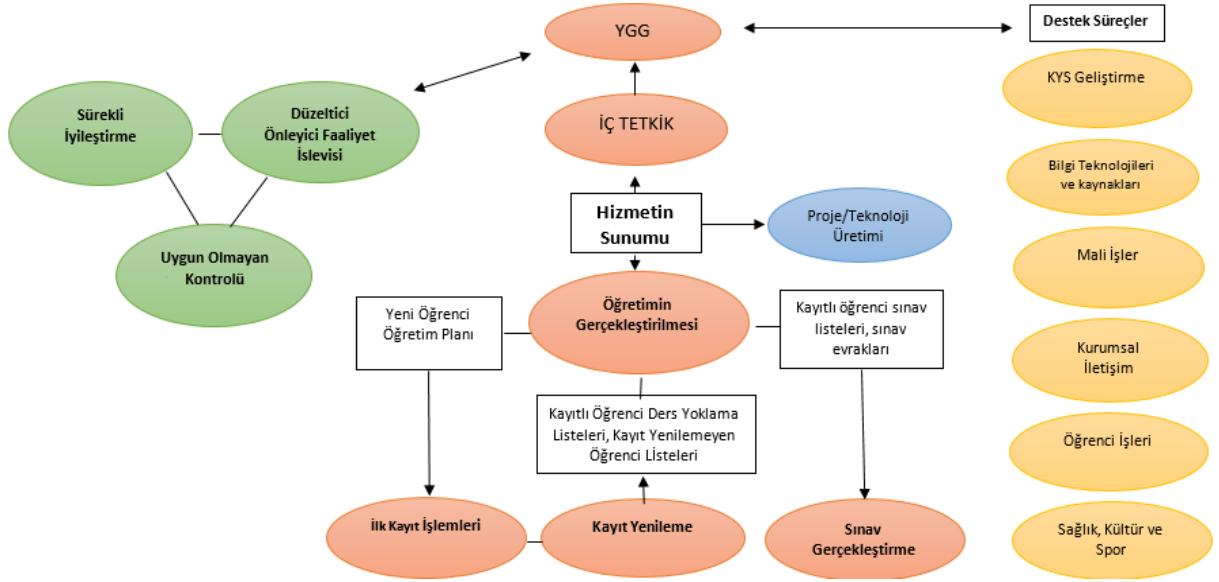 YGG
Destek Süreçler
KYS Geliştirme
Sürekli
İyileştirme
Düzeltici
Önleyici Faaliyet
İslevisi
İÇ TETKİK
Bilgi Teknolojileri
ve kaynakları
Hizmetin
Sunumu
Proje/Teknoloji
Üretimi
Uygun Olmayan
Kontrolü
Mali İşler
Yeni Öğrenci
Öğretim Planı
Öğretimin
Gerçekleştirilmesi
Kayıtlı öğrenci sınav
listeleri, sınav
evrakları
Kurumsal
İletişim
Kayıtlı Öğrenci Ders Yoklama
Listeleri, Kayıt Yenilemeyen
Öğrenci Lİsteleri
Öğrenci İşleri
İlk Kayıt İşlemleri
Kayıt Yenileme
Sınav
Gerçekleştirme
Sağlık, Kültür ve
Spor